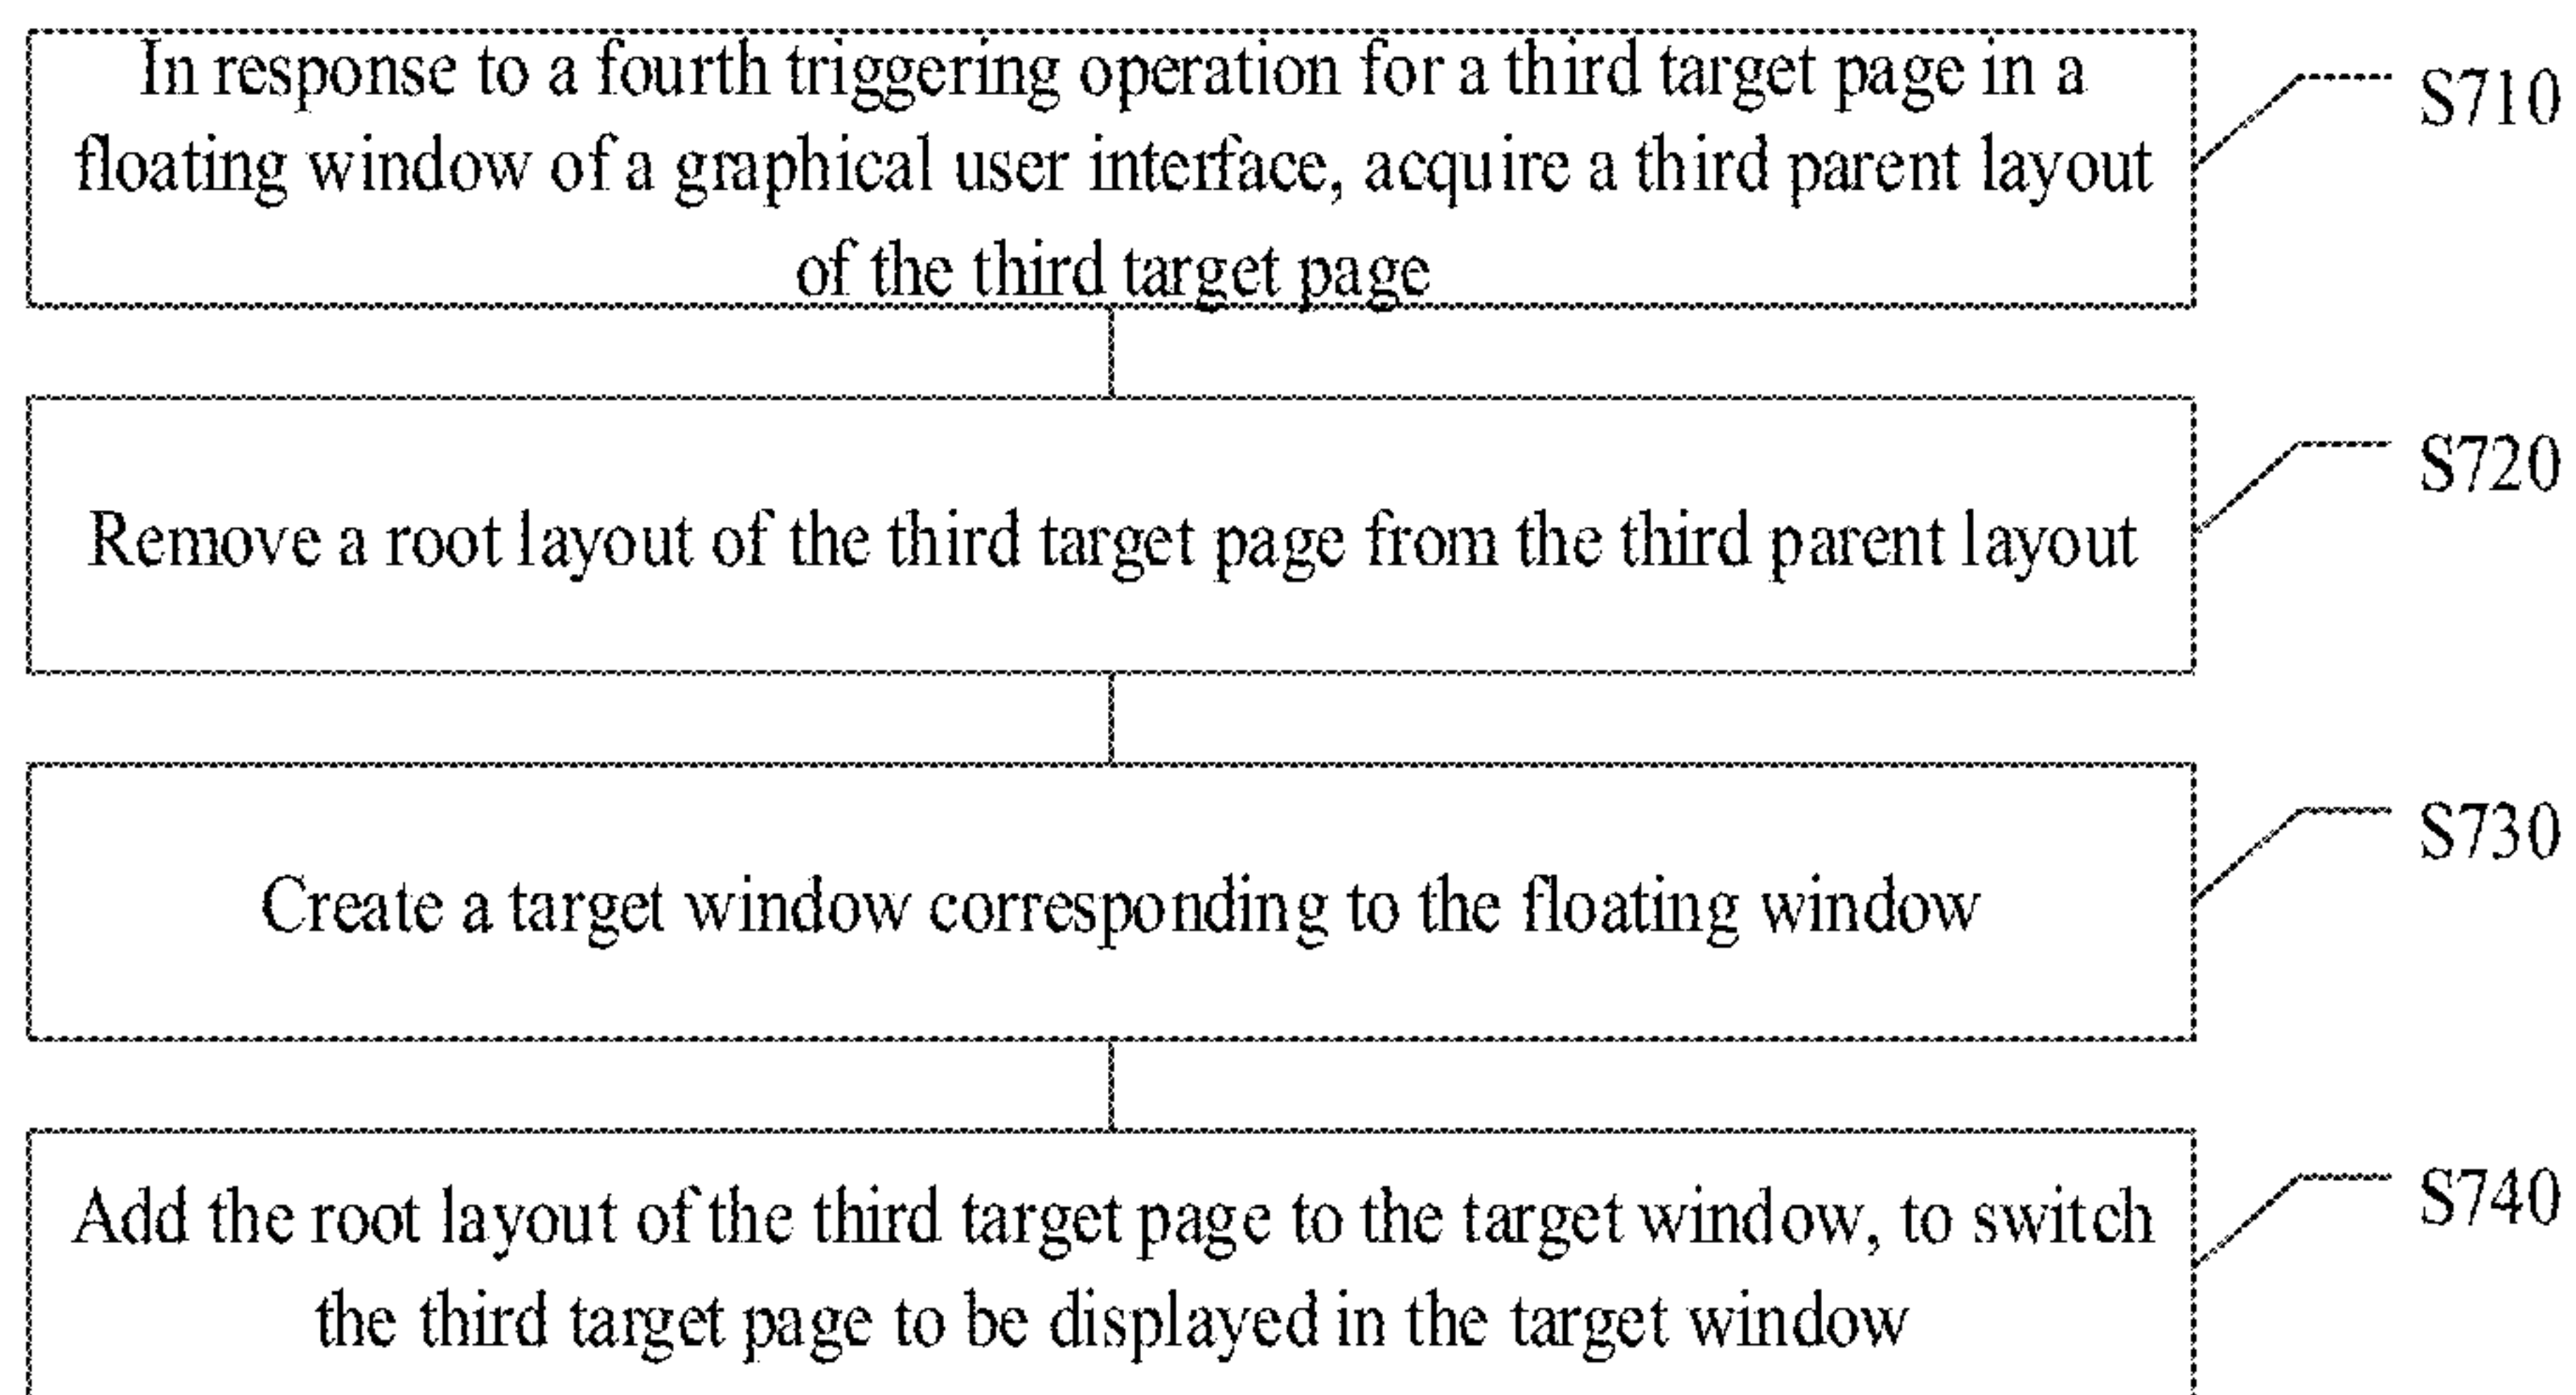 In response to a fourth triggering operation for a third target page in a
floating window of a graphical user interface, acquire a third parent layout
of the third target page
S710
Remove a root layout of the third target page from the third parent layout
S720
Create a target window corresponding to the floating window
S730
Add the root layout of the third target page to the target window, to switch
the third target page to be displayed in the target window
S740